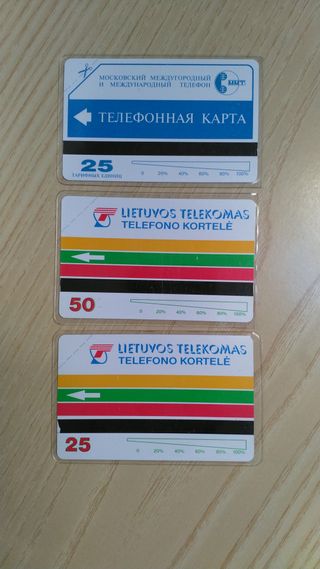 МОСКОВСКИЙ МЕЖДУГОРОДНЫЙ
И МЕЖДУНАРОДНЫЙ ТЕЛЕФОН
ММТ
ТЕЛЕФОННАЯ КАРТА
25
ТАРИФНЫХ ЕДИНИЦ
0 20% 40% 60% 80% 100%
LIETUVOS TELEKOMAS
TELEFONO KORTELĖ
50
0 20% 40% 60% 80% 100%
LIETUVOS TELEKOMAS
TELEFONO KORTELĖ
25
0 20% 40% 60% 80% 100%